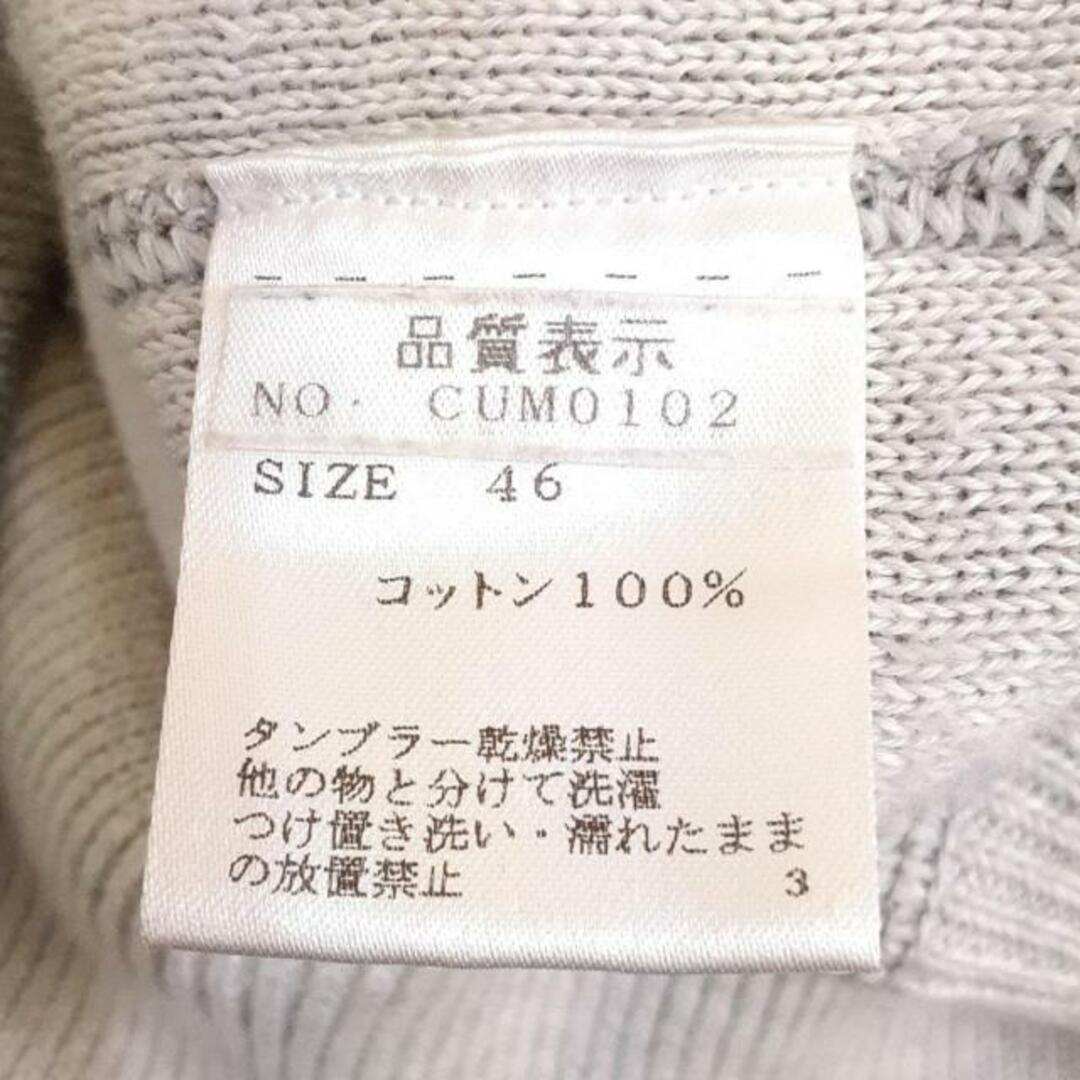 品質表示
NO. CUM0102
SIZE 46
コットン100%
タンブラー乾燥禁止
他の物と分けて洗濯
つけ置き洗い・濡れたまま
の放置禁止 3